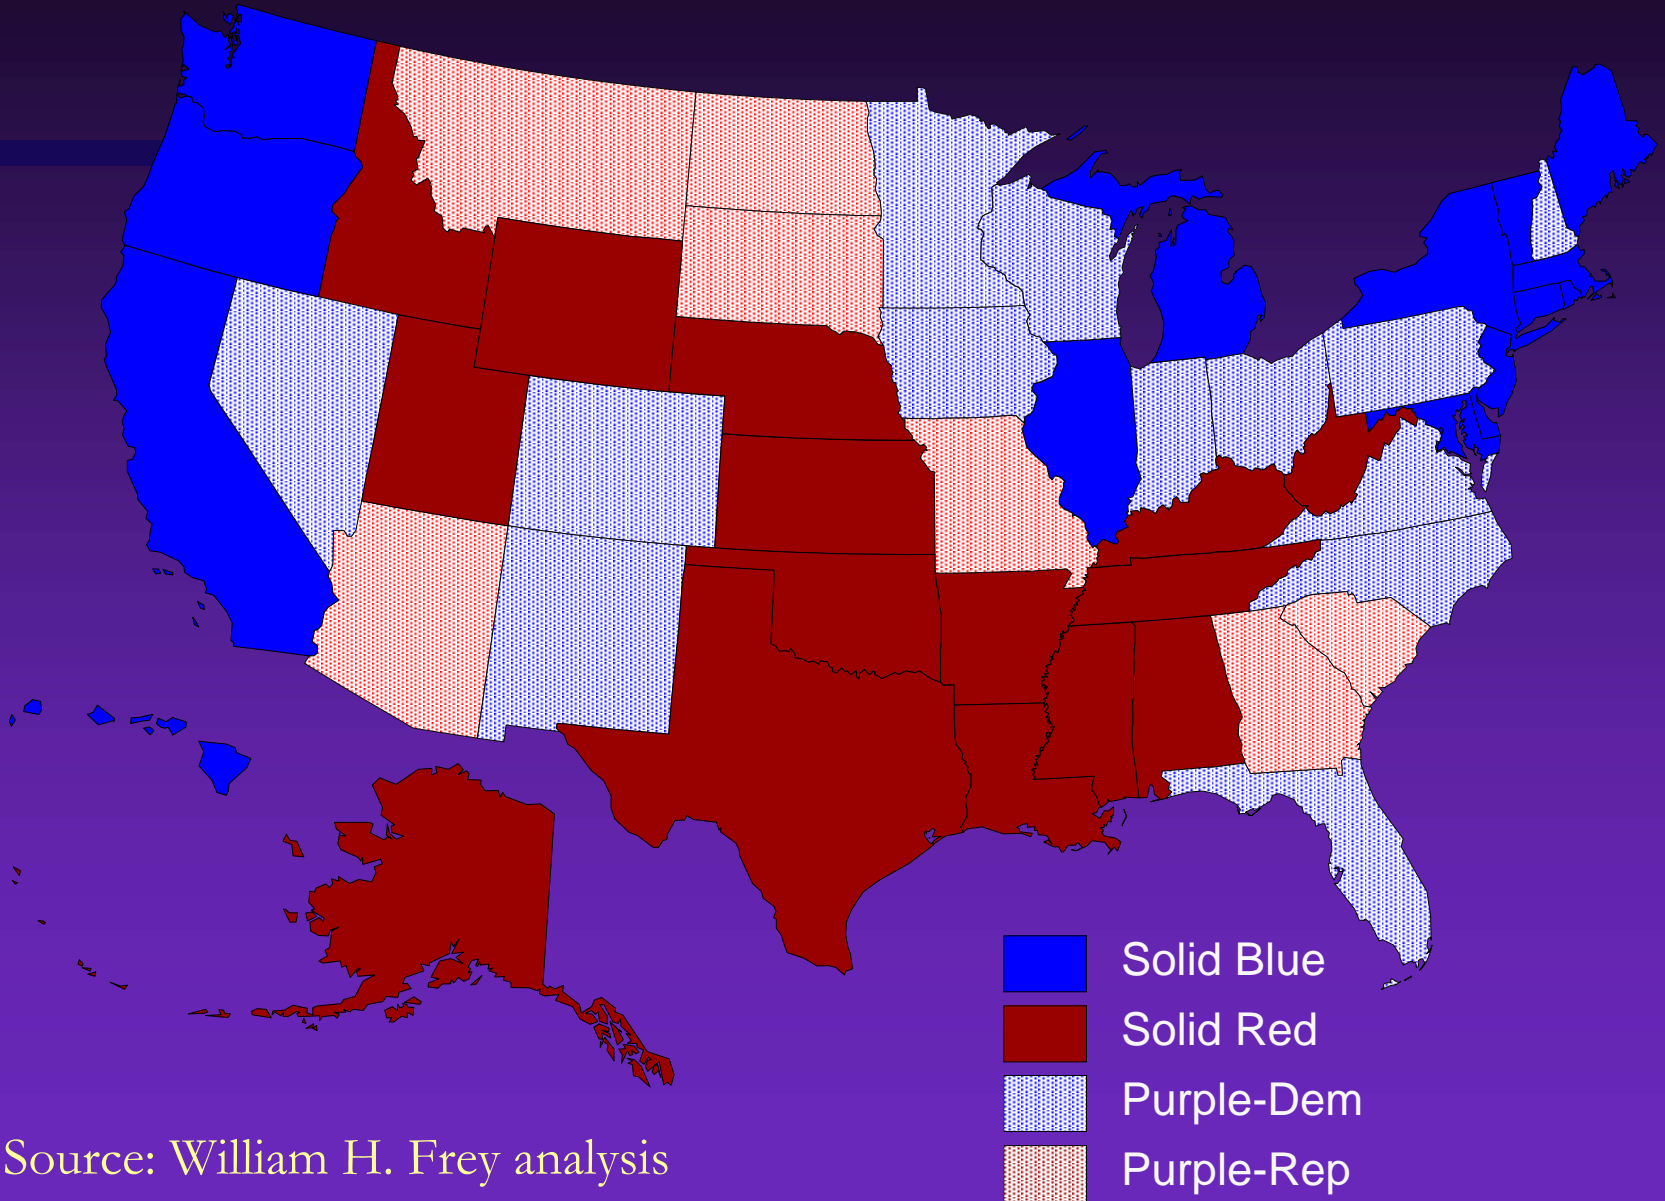 Solid Blue
Solid Red
Purple-Dem
Purple-Rep
Source: William H. Frey analysis